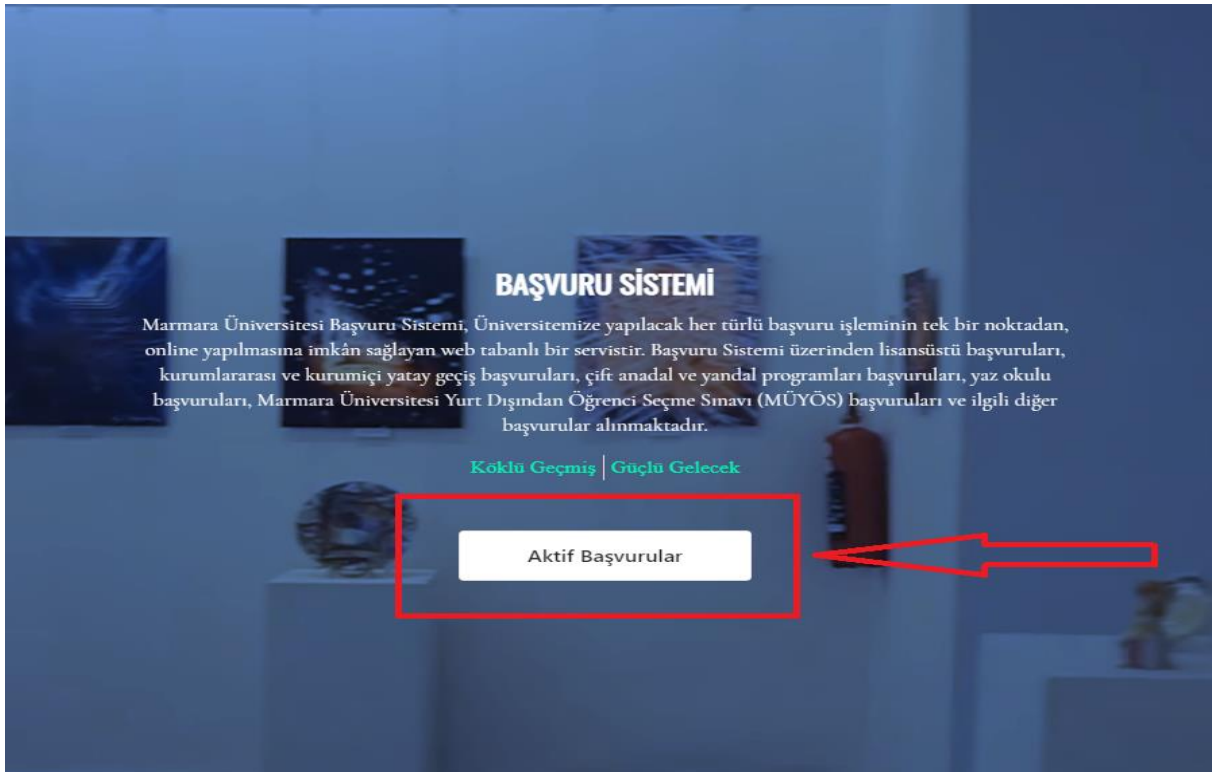 BAŞVURU SİSTEMİ
Marmara Üniversitesi Başvuru Sistemi, Üniversitemize yapılacak her türlü başvuru işleminin tek bir noktadan,
online yapılmasına imkân sağlayan web tabanlı bir servistir. Başvuru Sistemi üzerinden lisansüstü başvuruları,
kurumlararası ve kurumiçi yatay geçiş başvuruları, çift anadal ve yandal programları başvuruları, yaz okulu
başvuruları, Marmara Üniversitesi Yurt Dışından Öğrenci Seçme Sınavı (MÜYÖS) başvuruları ve ilgili diğer
başvurular alınmaktadır.
Köklü Geçmiş | Güçlü Gelecek
Aktif Başvurular